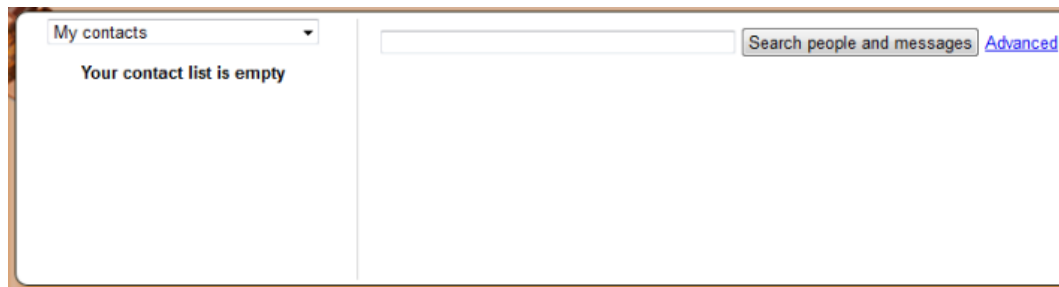 My contacts
Your contact list is empty
Search people and messages Advanced